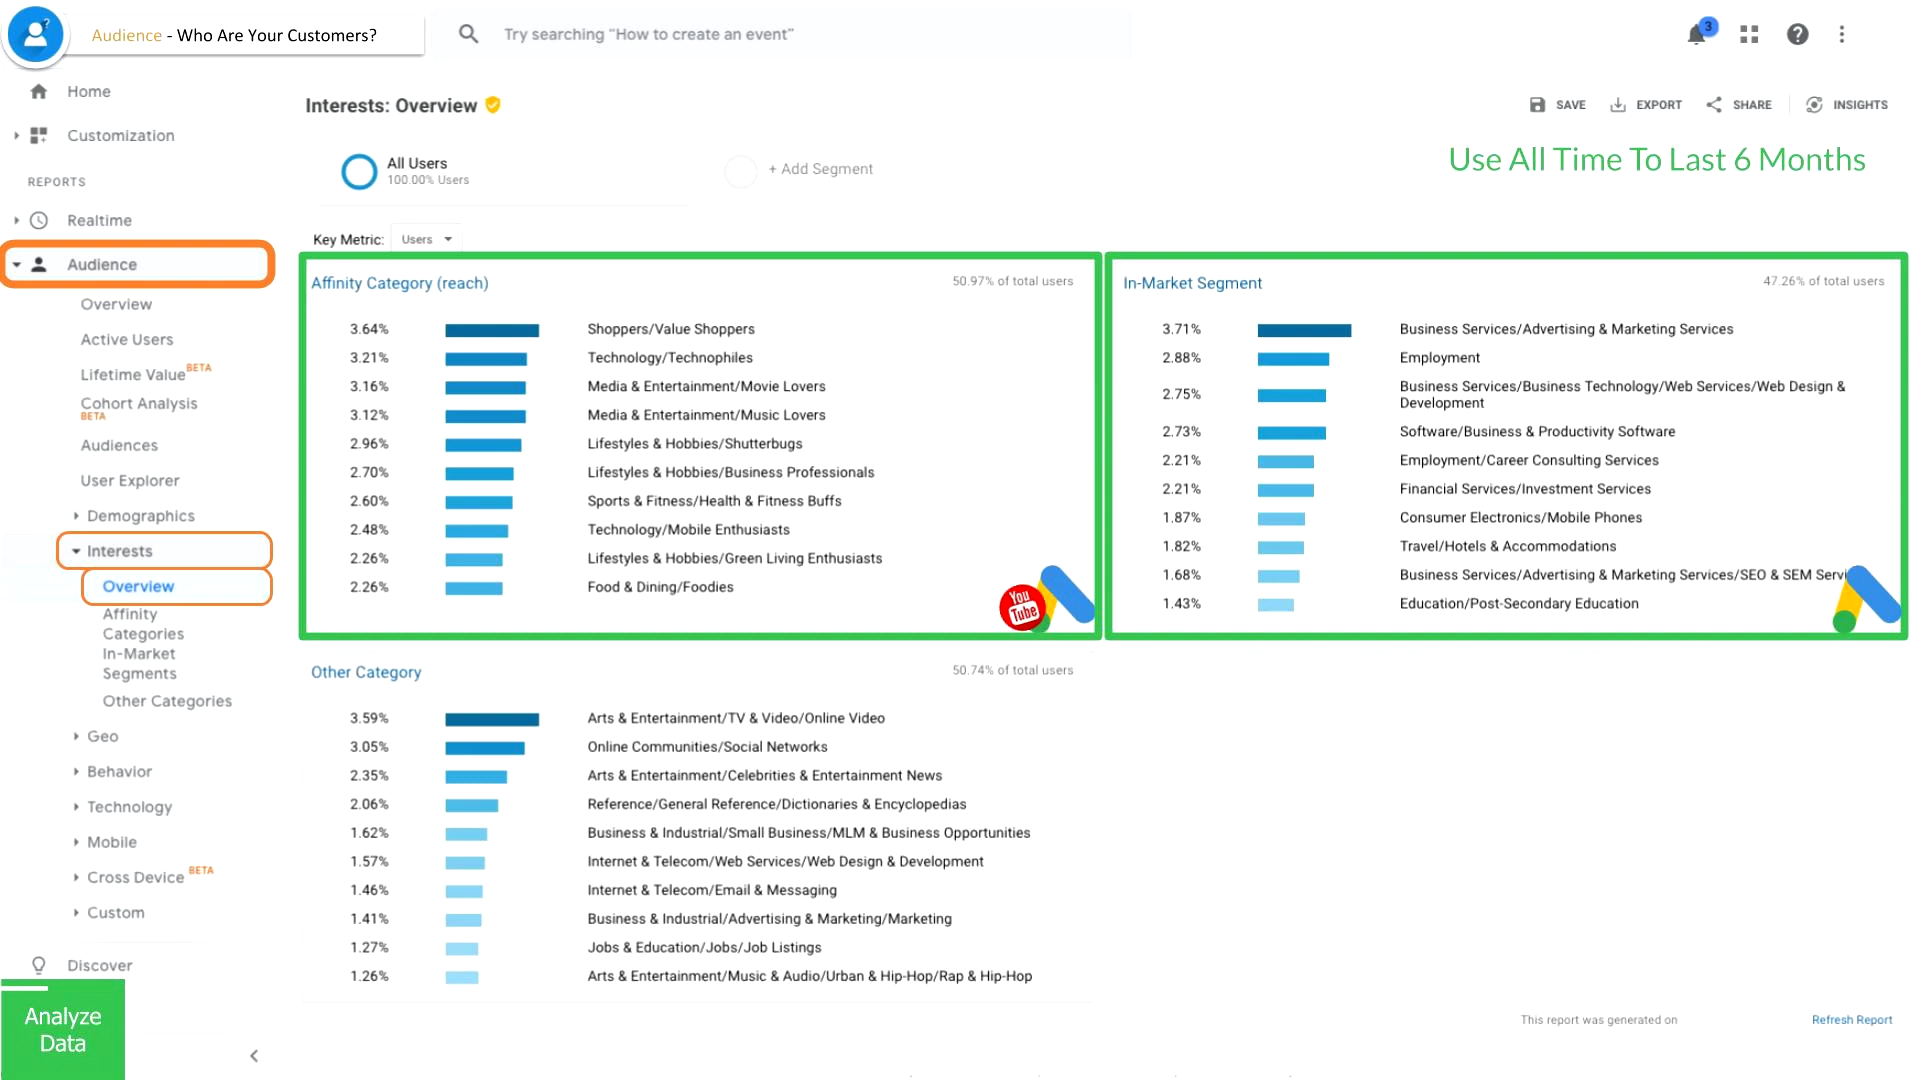 Audience - Who Are Your Customers?
Try searching “How to create an event”
3
Home
Customization
REPORTS
Realtime
Audience
Overview
Active Users
Lifetime Value BETA
Cohort Analysis
BETA
Audiences
User Explorer
Demographics
Interests
Overview
Affinity
Categories
In-Market
Segments
Other Categories
Geo
Behavior
Technology
Mobile
Cross Device BETA
Custom
Discover
Analyze
Data
Interests: Overview
SAVE
EXPORT
SHARE
INSIGHTS
Use All Time To Last 6 Months
All Users
100.00% Users
+ Add Segment
Key Metric: Users
Affinity Category (reach) 50.97% of total users
3.64% Shoppers/Value Shoppers
3.21% Technology/Technophiles
3.16% Media & Entertainment/Movie Lovers
3.12% Media & Entertainment/Music Lovers
2.96% Lifestyles & Hobbies/Shutterbugs
2.70% Lifestyles & Hobbies/Business Professionals
2.60% Sports & Fitness/Health & Fitness Buffs
2.48% Technology/Mobile Enthusiasts
2.26% Lifestyles & Hobbies/Green Living Enthusiasts
2.26% Food & Dining/Foodies
You
Tube
In-Market Segment 47.26% of total users
3.71% Business Services/Advertising & Marketing Services
2.88% Employment
2.75% Business Services/Business Technology/Web Services/Web Design &
Development
2.73% Software/Business & Productivity Software
2.21% Employment/Career Consulting Services
2.21% Financial Services/Investment Services
1.87% Consumer Electronics/Mobile Phones
1.82% Travel/Hotels & Accommodations
1.68% Business Services/Advertising & Marketing Services/SEO & SEM Servi
1.43% Education/Post-Secondary Education
Other Category 50.74% of total users
3.59% Arts & Entertainment/TV & Video/Online Video
3.05% Online Communities/Social Networks
2.35% Arts & Entertainment/Celebrities & Entertainment News
2.06% Reference/General Reference/Dictionaries & Encyclopedias
1.62% Business & Industrial/Small Business/MLM & Business Opportunities
1.57% Internet & Telecom/Web Services/Web Design & Development
1.46% Internet & Telecom/Email & Messaging
1.41% Business & Industrial/Advertising & Marketing/Marketing
1.27% Jobs & Education/Jobs/Job Listings
1.26% Arts & Entertainment/Music & Audio/Urban & Hip-Hop/Rap & Hip-Hop
This report was generated on
Refresh Report